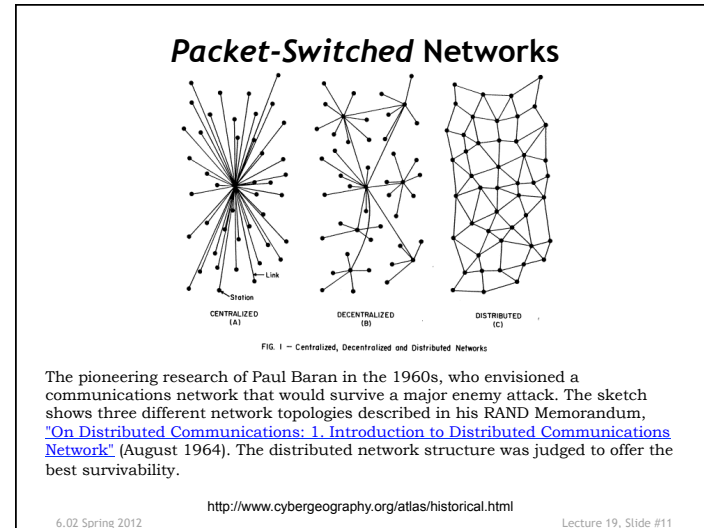 Packet-Switched Networks
Link
Station
CENTRALIZED
(A)
DECENTRALIZED
(B)
DISTRIBUTED
(C)
FIG. I — Centralized, Decentralized and Distributed Networks
The pioneering research of Paul Baran in the 1960s, who envisioned a
communications network that would survive a major enemy attack. The sketch
shows three different network topologies described in his RAND Memorandum,
"On Distributed Communications: 1. Introduction to Distributed Communications
Network" (August 1964). The distributed network structure was judged to offer the
best survivability.
http://www.cybergeography.org/atlas/historical.html
6.02 Spring 2012
Lecture 19, Slide #11